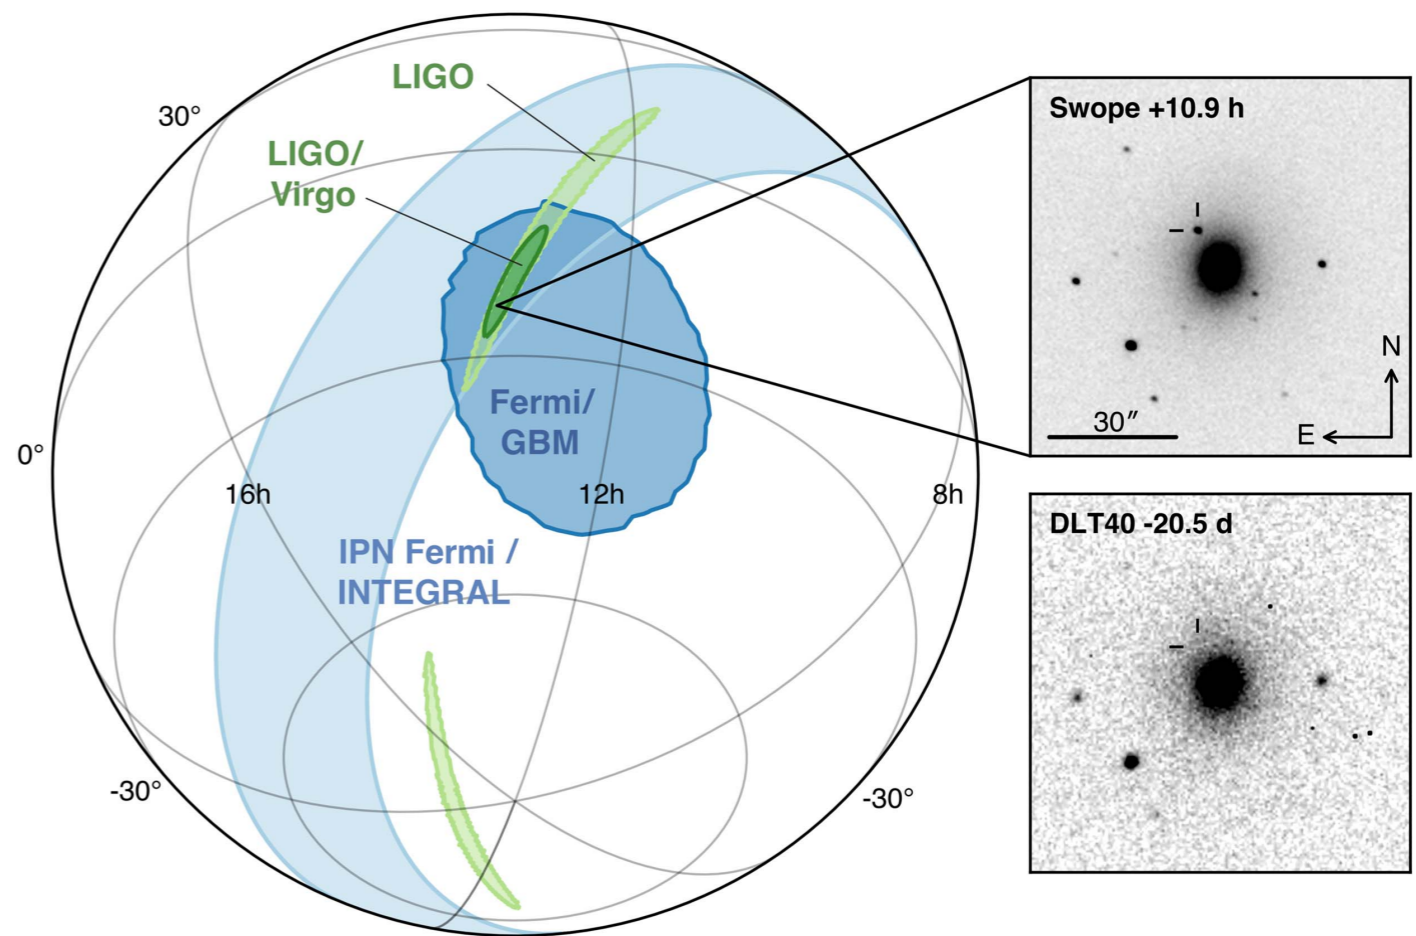 LIGO
LIGO/
Virgo
30°
0°
-30°
-30°
16h
12h
8h
Fermi/
GBM
IPN Fermi /
INTEGRAL
Swope +10.9 h
N
E
30″
DLT40 -20.5 d